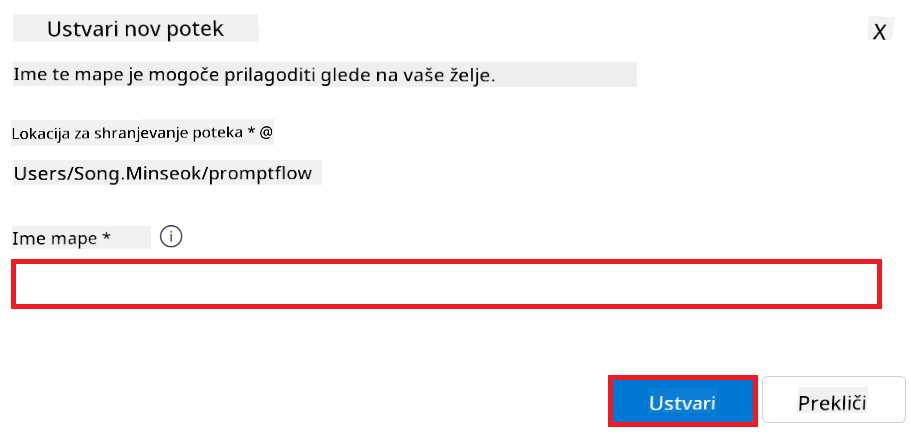 Ustvari nov potek
X
Ime te mape je mogoče prilagoditi glede na vaše želje.
Lokacija za shranjevanje poteka * @
Users/Song.Minseok/promptflow
Ime mape * i
Ustvari
Prekliči